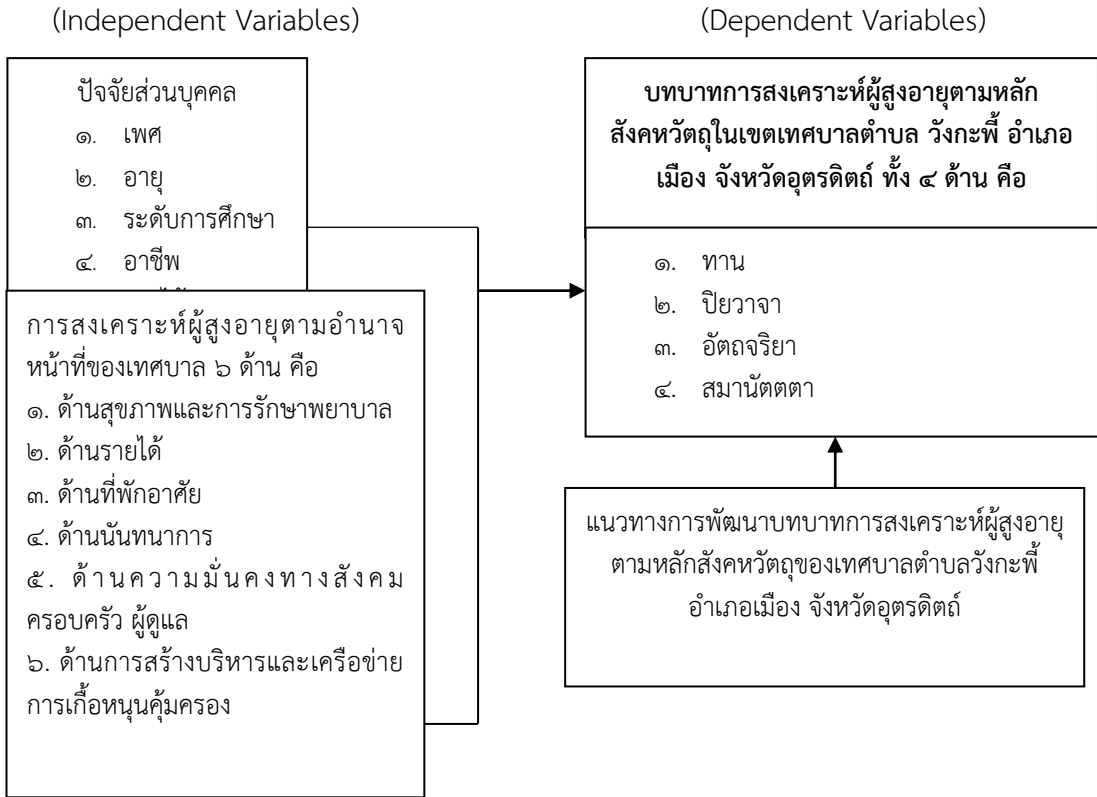 (Independent Variables)
(Dependent Variables)
ปัจจัยส่วนบุคคล
๑. เพศ
๒. อายุ
๓. ระดับการศึกษา
๔. อาชีพ
การสงเคราะห์ผู้สูงอายุตามอำนาจ
หน้าที่ของเทศบาล ๖ ด้าน คือ
๑. ด้านสุขภาพและการรักษาพยาบาล
๒. ด้านรายได้
๓. ด้านที่พักอาศัย
๔. ด้านนันทนาการ
๕. ด้านความมั่นคงทางสังคม
ครอบครัว ผู้ดูแล
๖. ด้านการสร้างบริหารและเครือข่าย
การเกื้อหนุนคุ้มครอง
บทบาทการสงเคราะห์ผู้สูงอายุตามหลัก
สังคหวัตถุในเขตเทศบาลตำบล วังกะพี้ อำเภอ
เมือง จังหวัดอุตรดิตถ์ ทั้ง ๔ ด้าน คือ
๑. ทาน
๒. ปิยวาจา
๓. อัตถจริยา
๔. สมานัตตตา
แนวทางการพัฒนาบทบาทการสงเคราะห์ผู้สูงอายุ
ตามหลักสังคหวัตถุของเทศบาลตำบลวังกะพี้
อำเภอเมือง จังหวัดอุตรดิตถ์